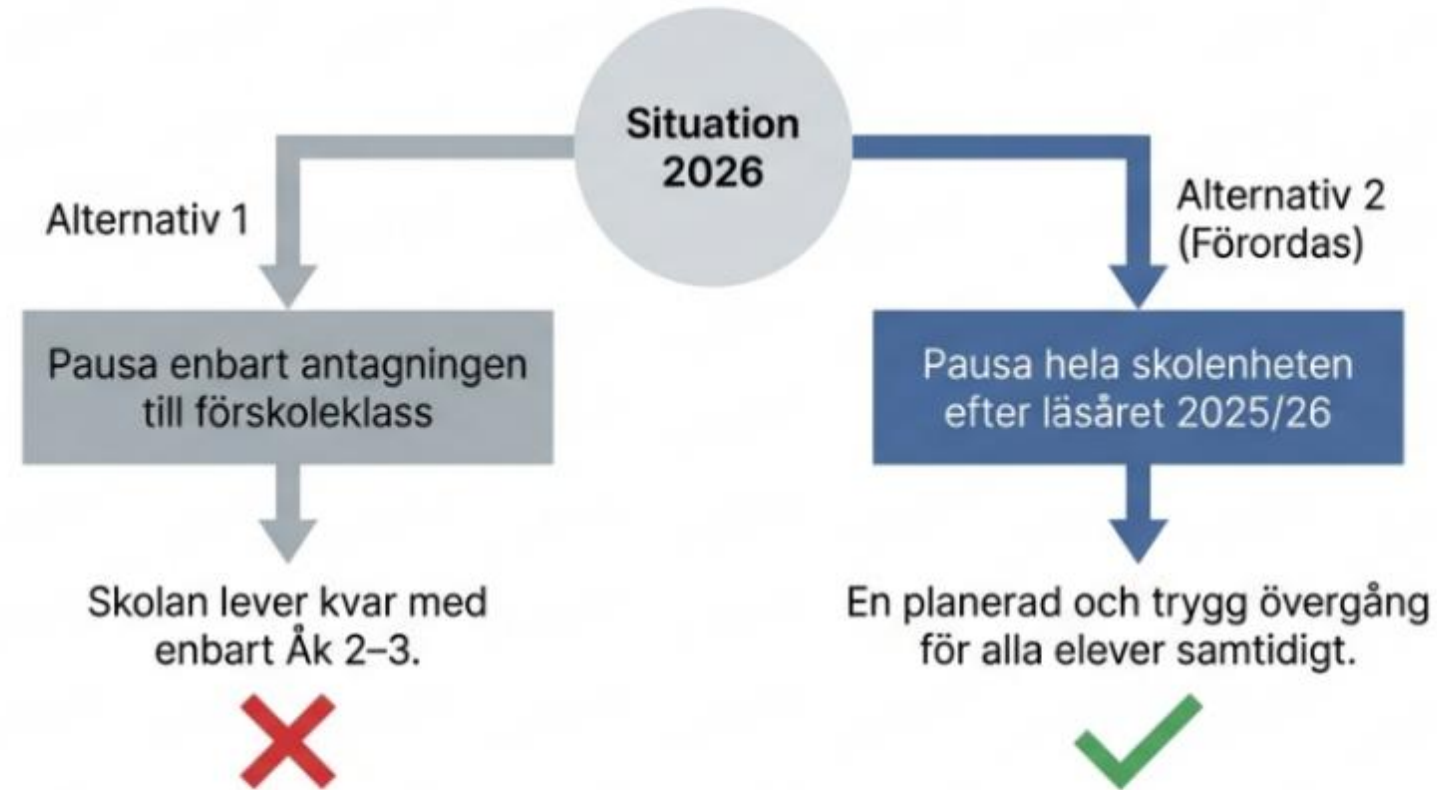 Situation
2026
Alternativ 1
Pausa enbart antagningen
till förskoleklass
Skolan lever kvar med
enbart Åk 2–3.
Alternativ 2
(Förordas)
Pausa hela skolenheten
efter läsåret 2025/26
En planerad och trygg övergång
för alla elever samtidigt.